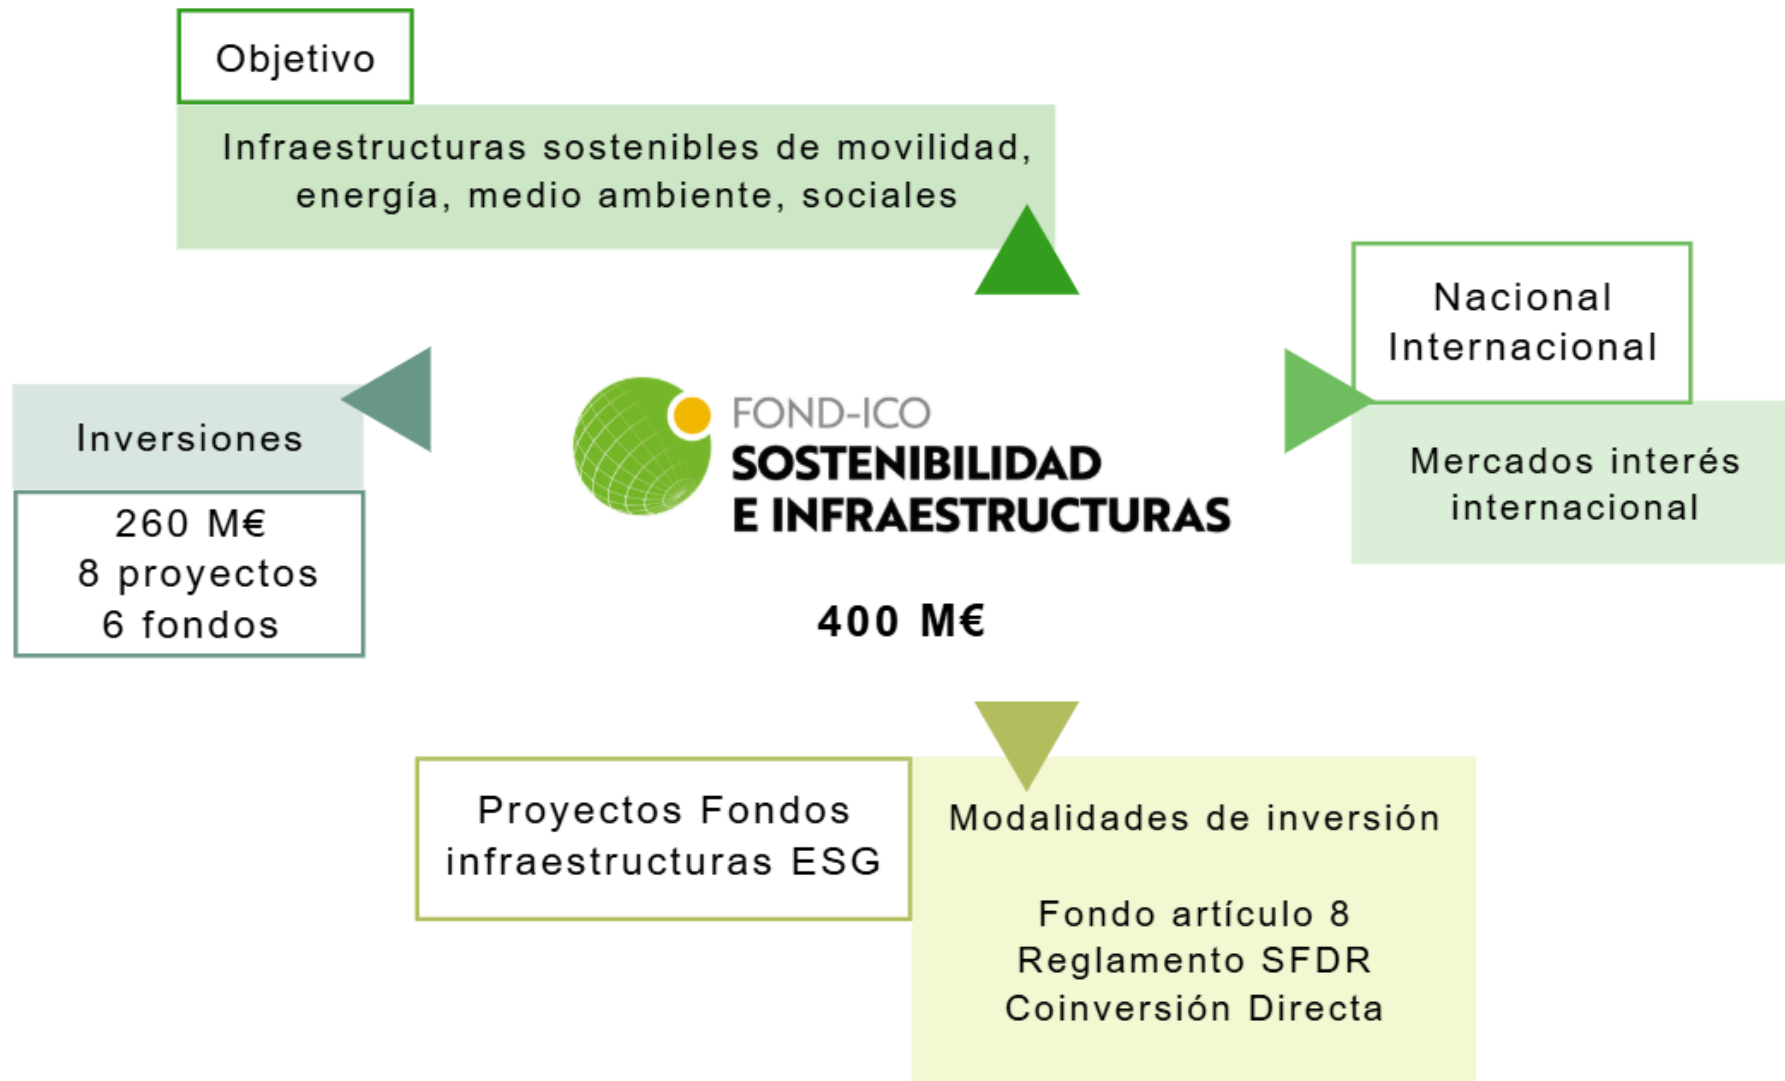 Objetivo
Infraestructuras sostenibles de movilidad,
energía, medio ambiente, sociales
Nacional
Internacional
Mercados interés
internacional
Inversiones
260 M€
8 proyectos
6 fondos
FOND-ICO
SOSTENIBILIDAD
E INFRAESTRUCTURAS
400 M€
Proyectos Fondos
infraestructuras ESG
Modalidades de inversión
Fondo artículo 8
Reglamento SFDR
Coinversión Directa